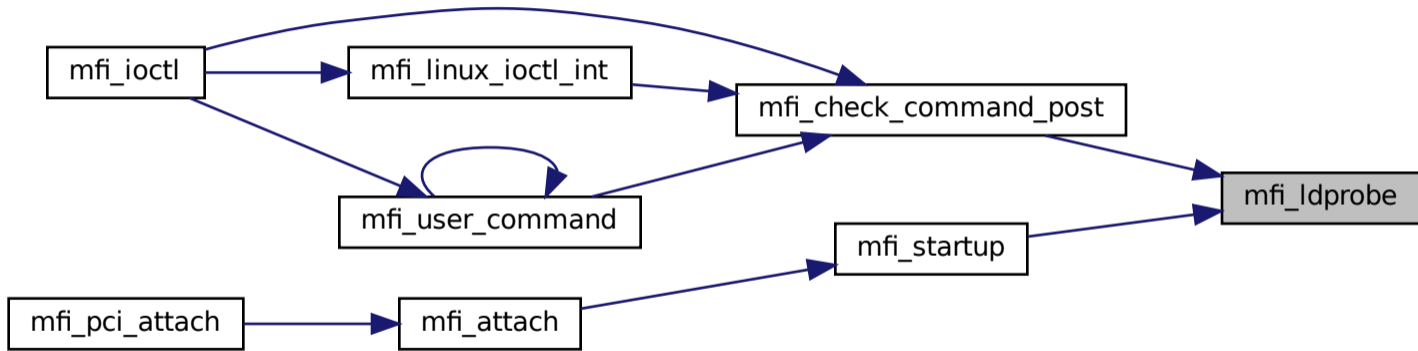 mfi_ioctl
mfi_linux_ioctl_int
mfi_check_command_post
mfi_ldprobe
mfi_user_command
mfi_startup
mfi_pci_attach
mfi_attach